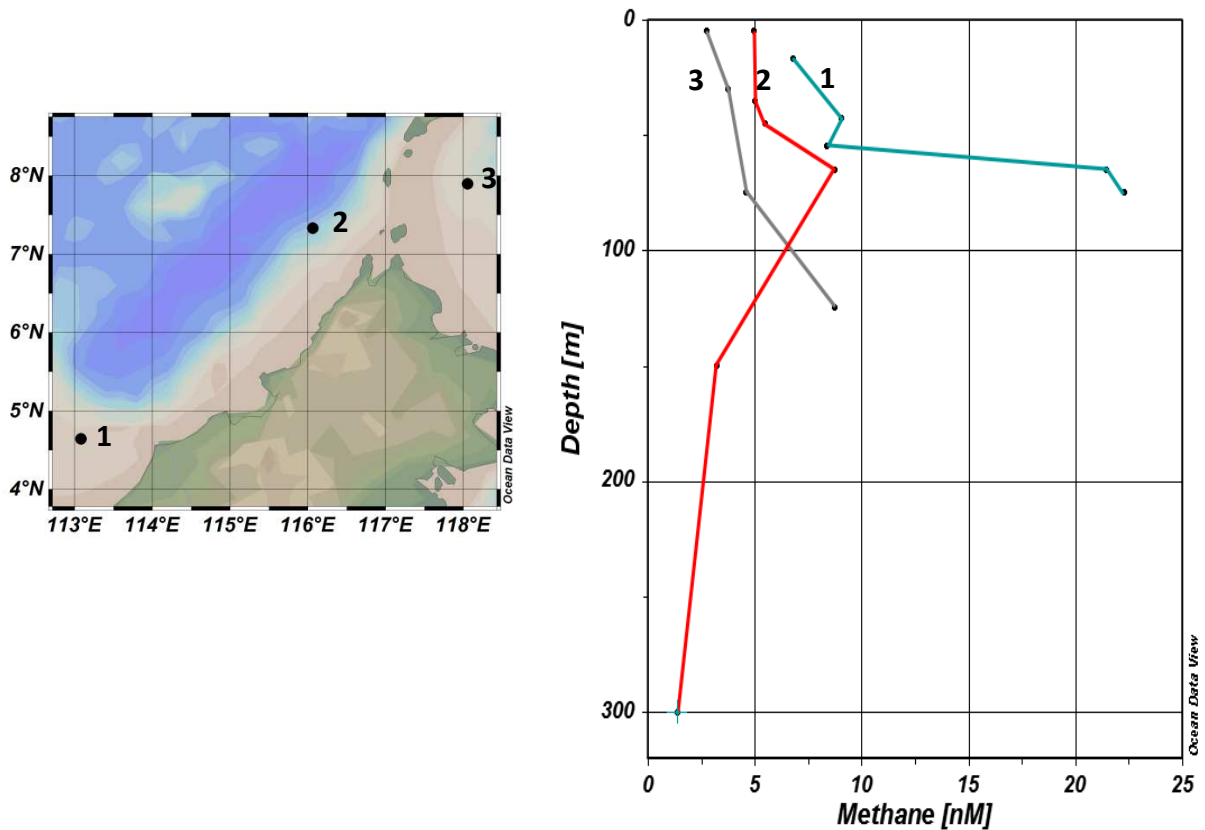 8°N
7°N
6°N
5°N
4°N
113°E 114°E 115°E 116°E 117°E 118°E
1
2
3
Ocean Data View
0
100
200
300
Depth [m]
3 2 1
0 5 10 15 20 25
Methane [nM]
Ocean Data View